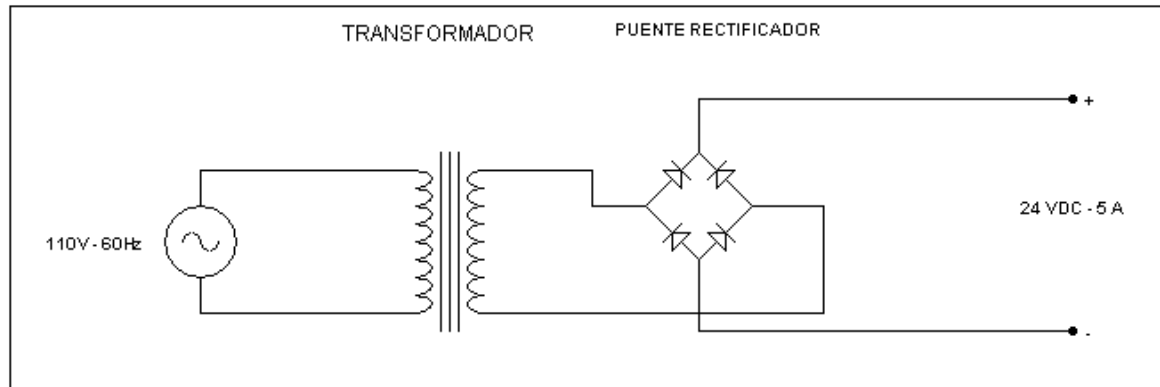 TRANSFORMADOR
PUENTE RECTIFICADOR
+
110V - 60Hz
24 VDC - 5 A
-